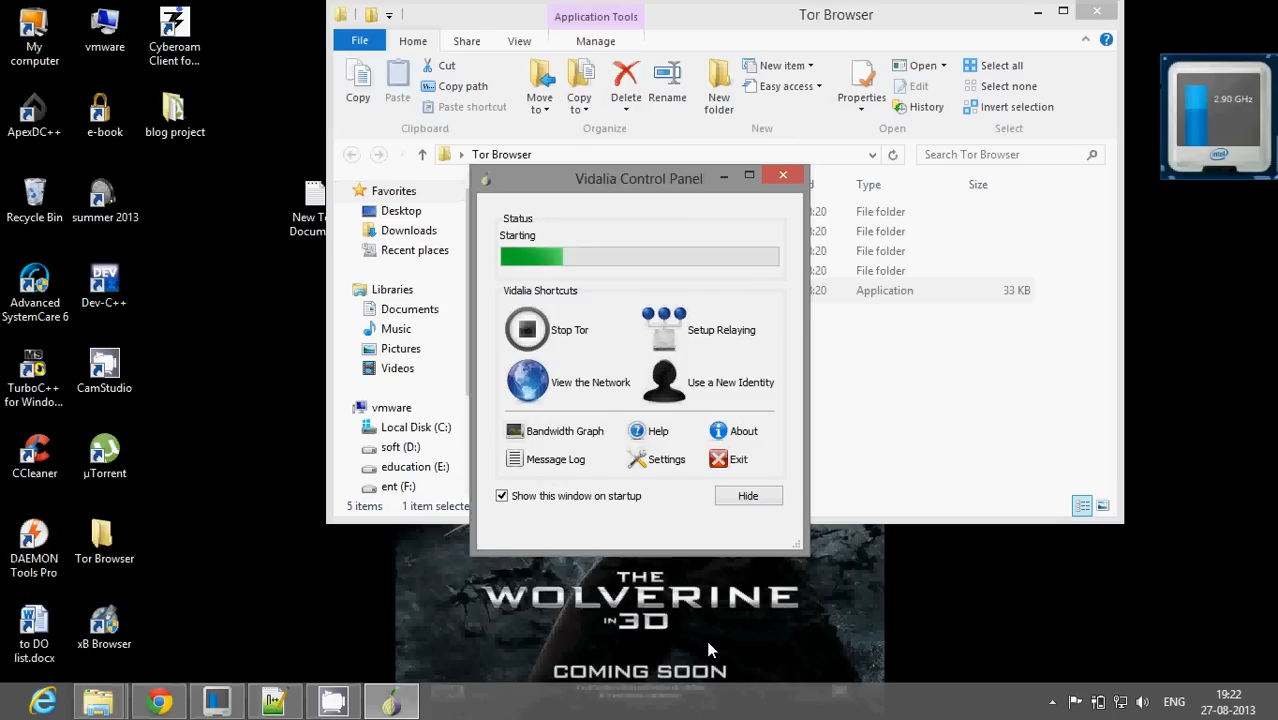 My computer
vmware
Cyberoam Client fo...
ApexDC++
e-book
blog project
Recycle Bin
summer 2013
New T
Docum
Advanced SystemCare 6
Dev-C++
TurboC++ for Windo...
CamStudio
CCleaner
µTorrent
DAEMON Tools Pro
Tor Browser
to DO list.docx
xB Browser
Application Tools
Tor Browser
File
Home
Share
View
Manage
Copy
Paste
Cut
Copy path
Paste shortcut
Clipboard
Move to
Copy to
Delete
Rename
Organize
New folder
New item
Easy access
New
Properties
Open
Edit
History
Open
Select all
Select none
Invert selection
Select
Tor Browser
Search Tor Browser
Favorites
Desktop
Downloads
Recent places
Libraries
Documents
Music
Pictures
Videos
vmware
Local Disk (C:)
soft (D:)
education (E:)
ent (F:)
5 items
1 item selecte
d
Type
Size
:20
File folder
:20
File folder
:20
File folder
:20
File folder
:20
Application
33 KB
Vidalia Control Panel
Status
Starting
Vidalia Shortcuts
Stop Tor
Setup Relaying
View the Network
Use a New Identity
Bandwidth Graph
Help
About
Message Log
Settings
Exit
Show this window on startup
Hide
2.90 GHz
intel
THE
WOLVERINE
IN 3D
COMING SOON
ENG
19:22
27-08-2013